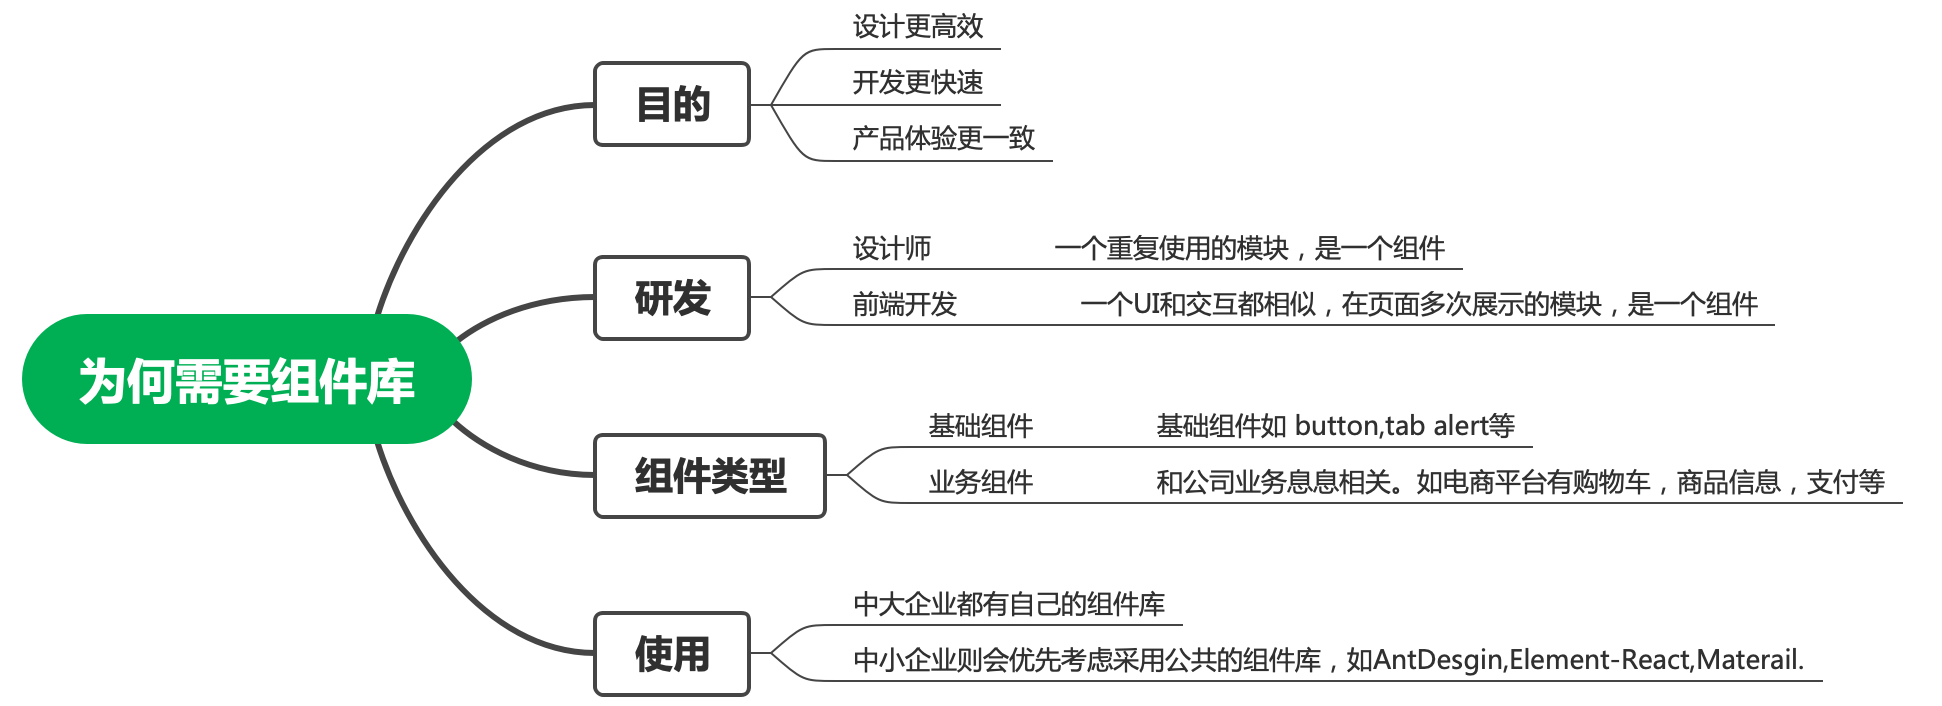 为何需要组件库
目的
设计更高效
开发更快速
产品体验更一致
研发
设计师 一个重复使用的模块，是一个组件
前端开发 一个UI和交互都相似，在页面多次展示的模块，是一个组件
组件类型
基础组件 基础组件如 button,tab alert等
业务组件 和公司业务息息相关。如电商平台有购物车，商品信息，支付等
使用
中大企业都有自己的组件库
中小企业则会优先考虑采用公共的组件库，如AntDesgin,Element-React,Materail.